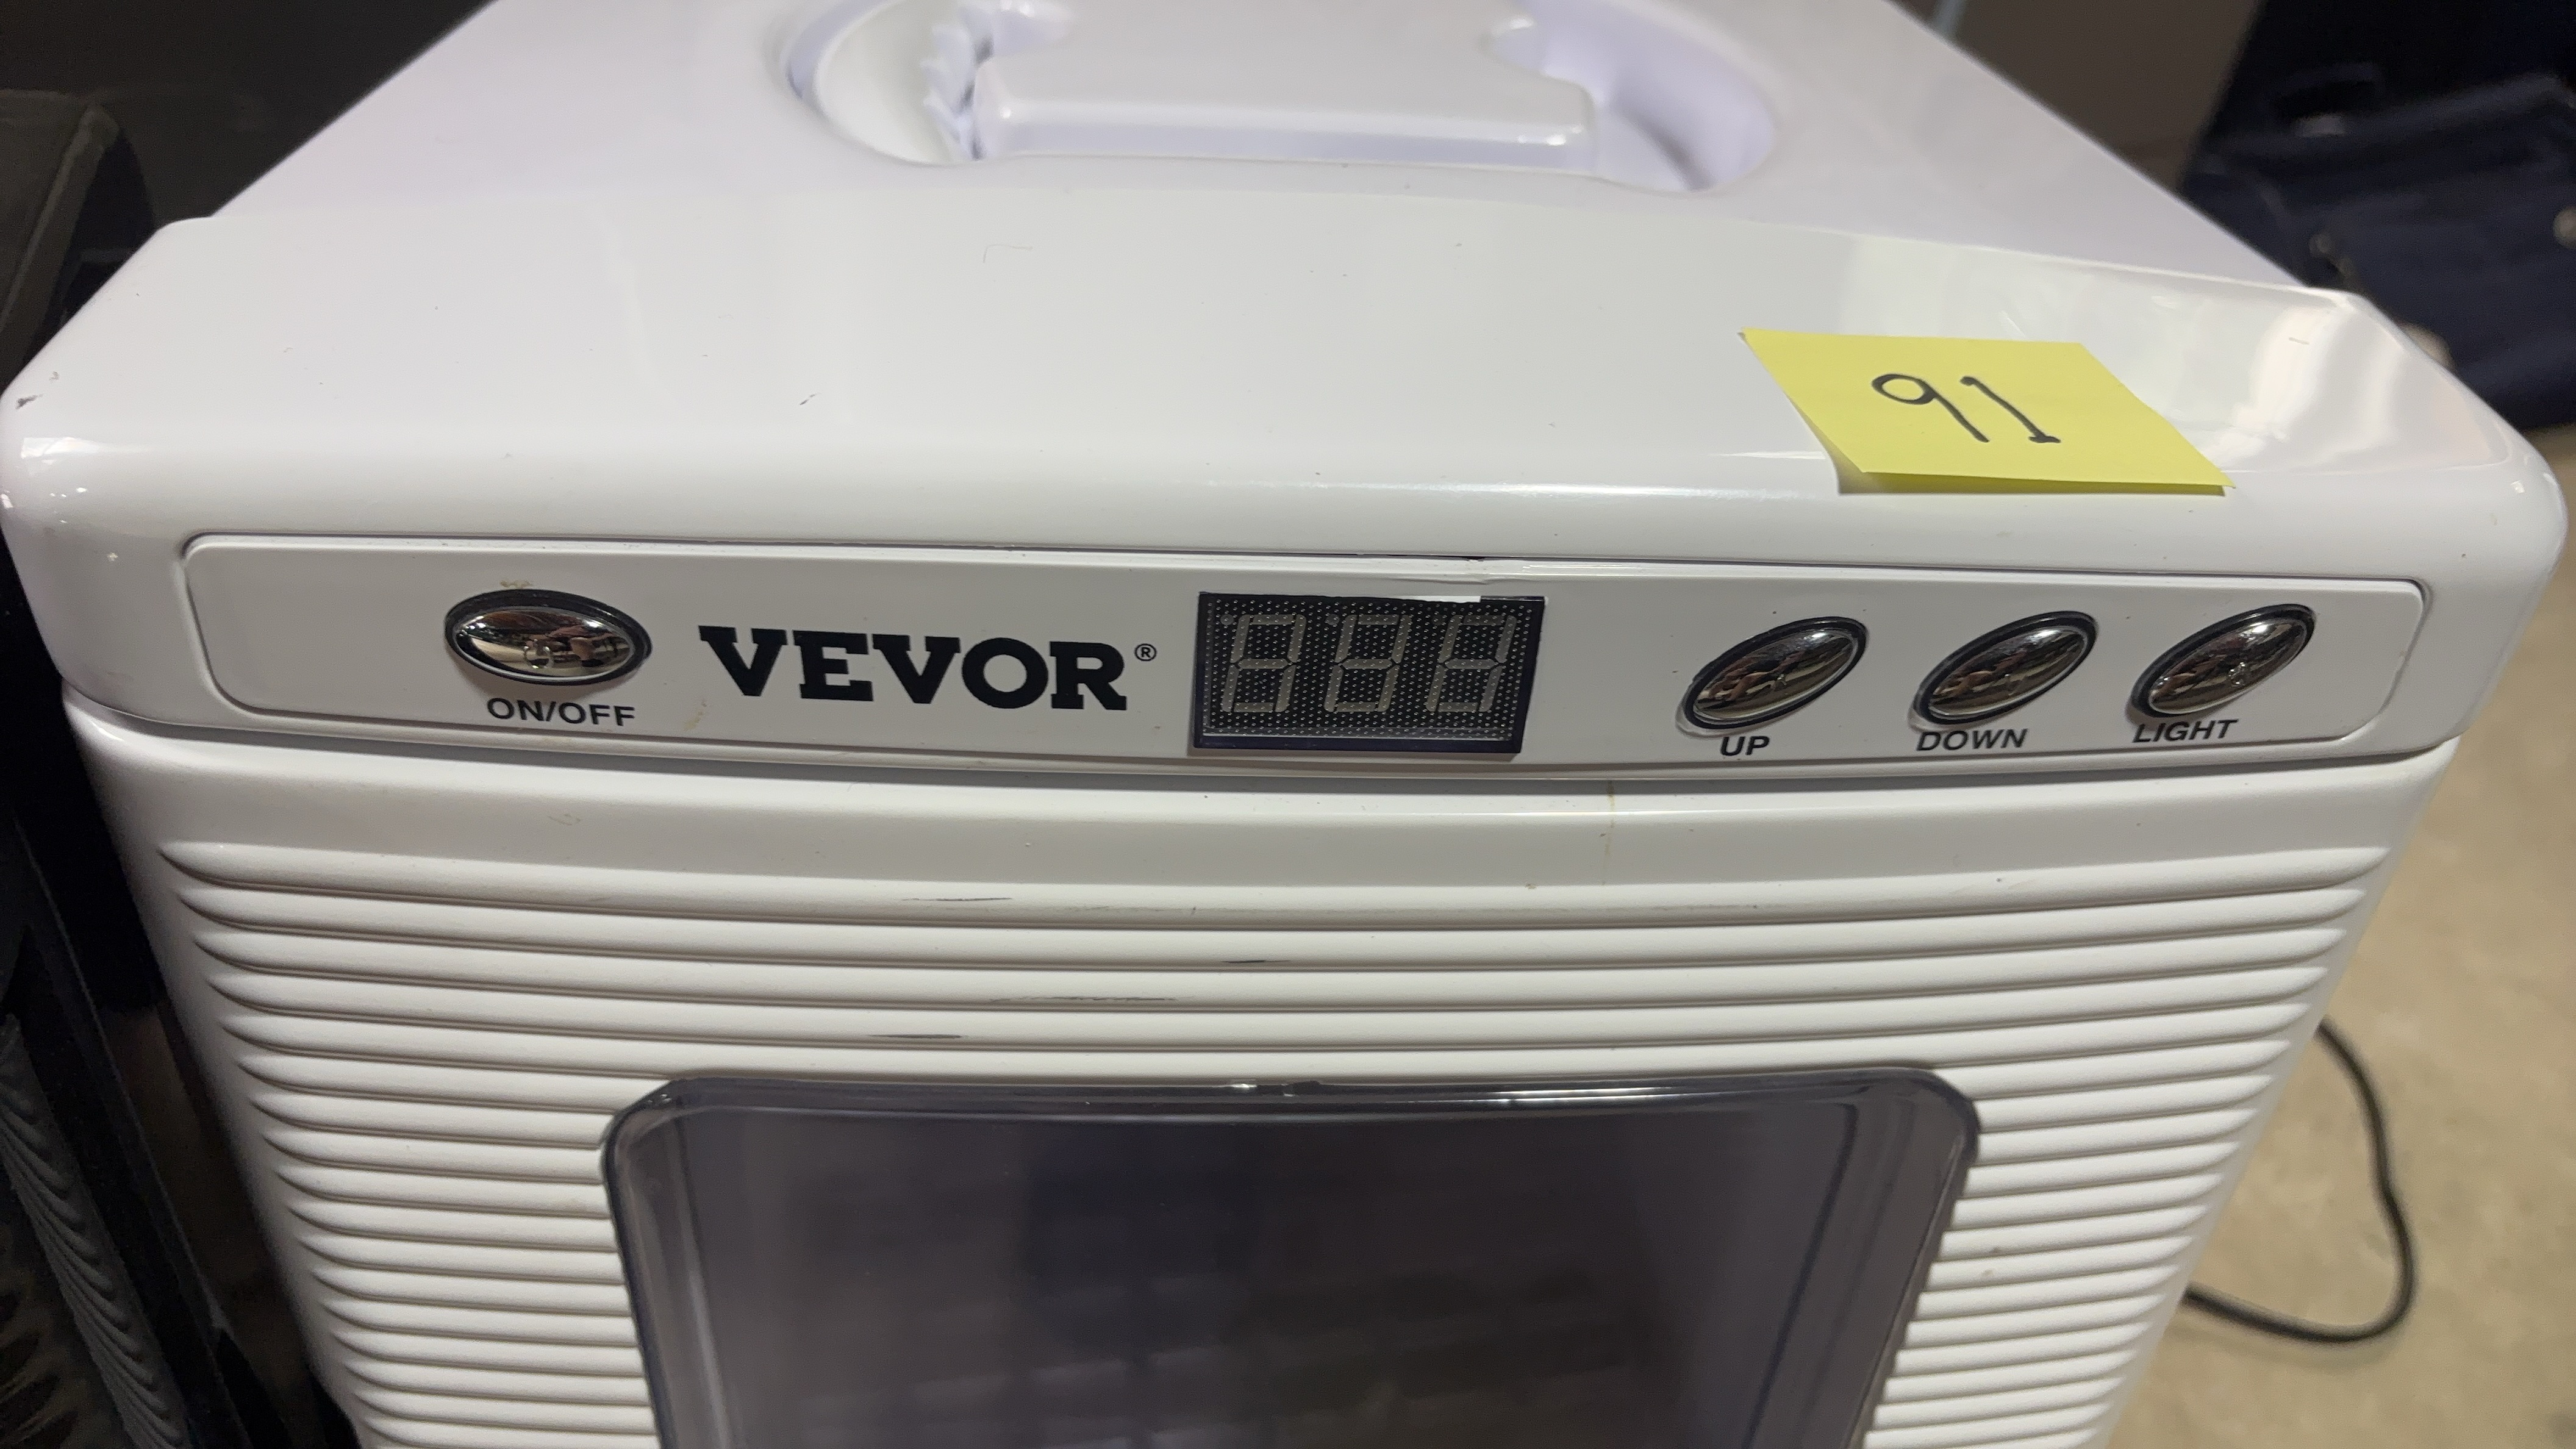 91
VEVOR®
ON/OFF
UP
DOWN
LIGHT